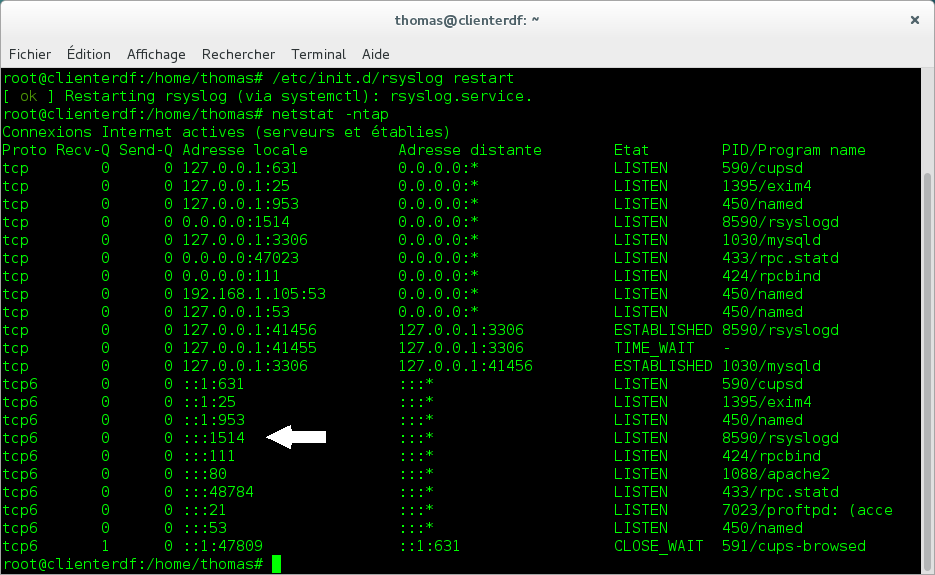 thomas@clienterdf: ~
Fichier Édition Affichage Rechercher Terminal Aide
root@clienterdf:/home/thomas# /etc/init.d/rsyslog restart
[ ok ] Restarting rsyslog (via systemctl): rsyslog.service.
root@clienterdf:/home/thomas# netstat -ntap
Connexions Internet actives (serveurs et établies)
Proto Recv-Q Send-Q Adresse locale          Adresse distante        Etat        PID/Program name
tcp        0      0 127.0.0.1:631           0.0.0.0:*               LISTEN      590/cupsd
tcp        0      0 127.0.0.1:25            0.0.0.0:*               LISTEN      1395/exim4
tcp        0      0 127.0.0.1:953           0.0.0.0:*               LISTEN      450/named
tcp        0      0 0.0.0.0:1514            0.0.0.0:*               LISTEN      8590/rsyslogd
tcp        0      0 127.0.0.1:3306          0.0.0.0:*               LISTEN      1030/mysqld
tcp        0      0 0.0.0.0:47023           0.0.0.0:*               LISTEN      433/rpc.statd
tcp        0      0 0.0.0.0:111             0.0.0.0:*               LISTEN      424/rpcbind
tcp        0      0 192.168.1.105:53        0.0.0.0:*               LISTEN      450/named
tcp        0      0 127.0.0.1:53            0.0.0.0:*               LISTEN      450/named
tcp        0      0 127.0.0.1:41456         127.0.0.1:3306          ESTABLISHED 8590/rsyslogd
tcp        0      0 127.0.0.1:41455         127.0.0.1:3306          TIME_WAIT   -
tcp        0      0 127.0.0.1:3306          127.0.0.1:41456         ESTABLISHED 1030/mysqld
tcp6       0      0 ::1:631                 :::*                    LISTEN      590/cupsd
tcp6       0      0 ::1:25                  :::*                    LISTEN      1395/exim4
tcp6       0      0 ::1:953                 :::*                    LISTEN      450/named
tcp6       0      0 :::1514                 :::*                    LISTEN      8590/rsyslogd
tcp6       0      0 :::111                  :::*                    LISTEN      424/rpcbind
tcp6       0      0 :::80                   :::*                    LISTEN      1088/apache2
tcp6       0      0 :::48784                :::*                    LISTEN      433/rpc.statd
tcp6       0      0 :::21                   :::*                    LISTEN      7023/proftpd: (acce
tcp6       0      0 :::53                   :::*                    LISTEN      450/named
tcp6       1      0 ::1:47809               ::1:631                 CLOSE_WAIT  591/cups-browsed
root@clienterdf:/home/thomas#